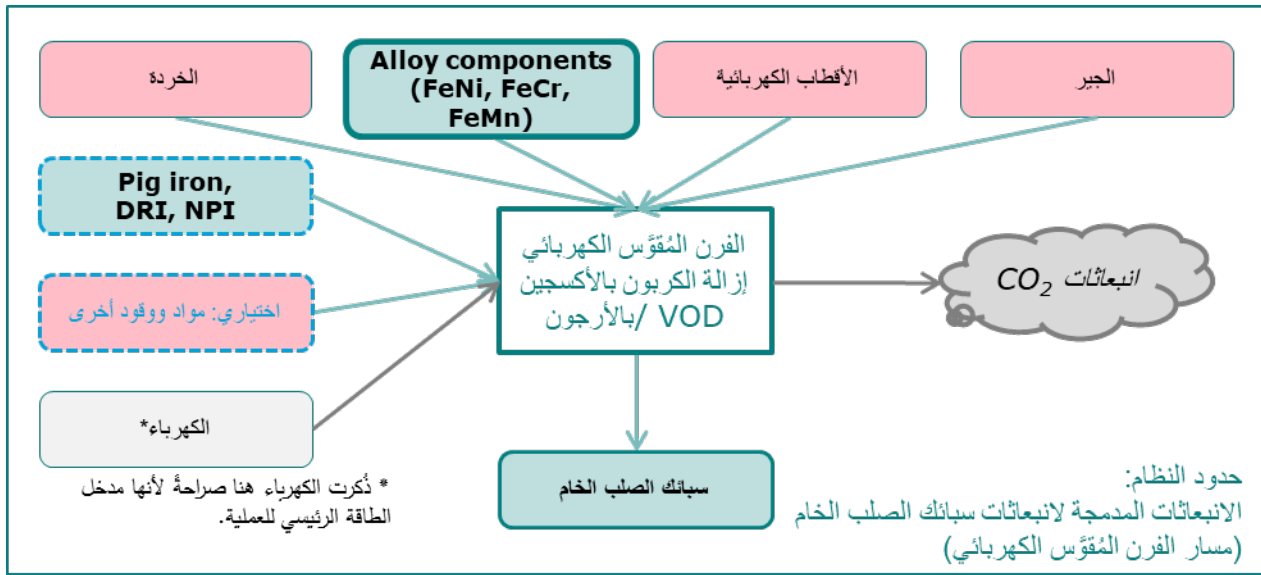 الخردة
Alloy components
(FeNi, FeCr,
FeMn)
الأقطاب الكهربائية
الجير
Pig iron,
DRI, NPI
اختياري: مواد ووقود أخرى
الكهرباء*
الفرن المُقوَّس الكهربائي
إزالة الكربون بالأكسجين
بالأرجون/ VOD
انبعاثات CO₂
سبائك الصلب الخام
* ذُكرت الكهرباء هنا صراحةً لأنها مدخل
الطاقة الرئيسي للعملية.
حدود النظام:
الانبعاثات المدمجة لانبعاثات سبائك الصلب الخام
(مسار الفرن المُقوَّس الكهربائي)